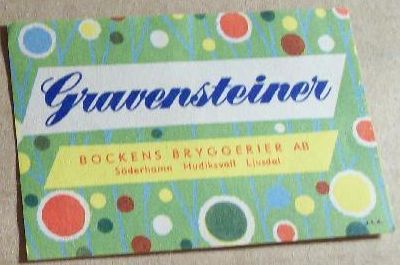 Gravensteiner
BOCKENS BRYGGERIER AB
Söderhamn Hudiksvall Ljusdal